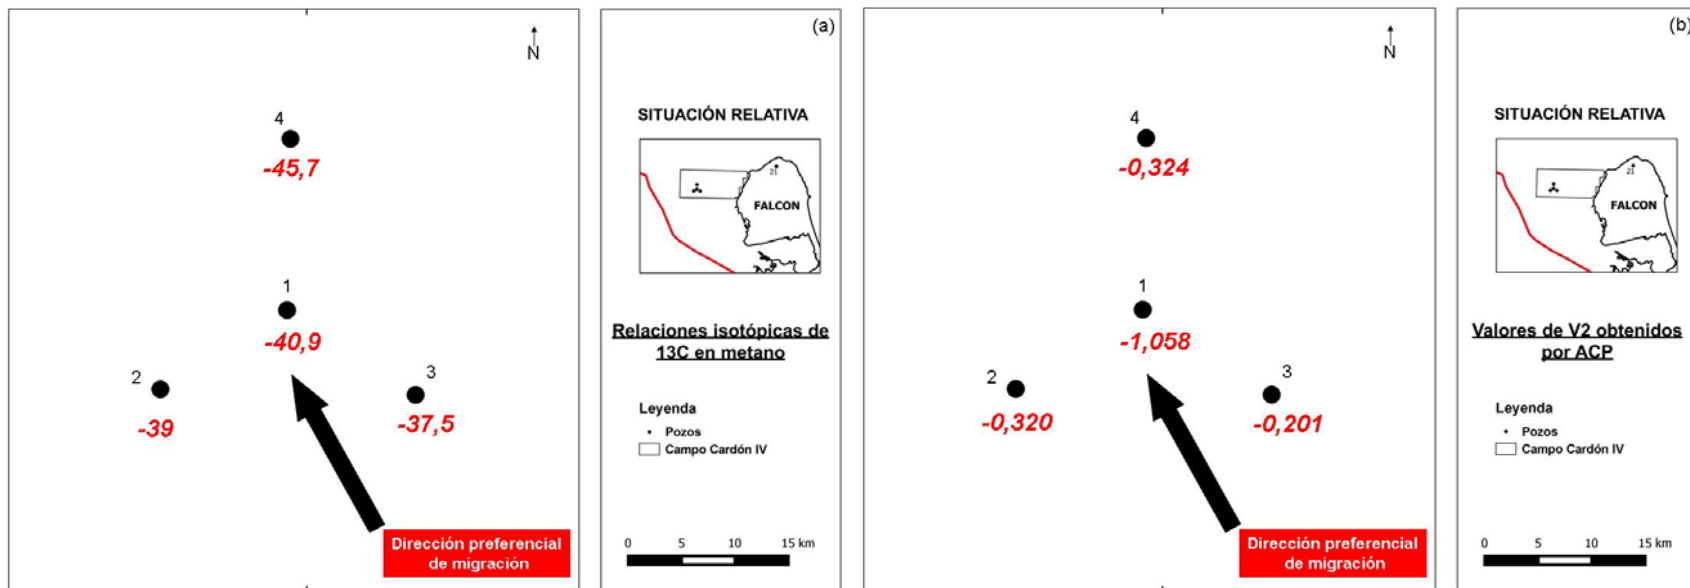 (a)
N
4
-45,7
1
-40,9
2
-39
3
-37,5
Dirección preferencial
de migración
SITUACIÓN RELATIVA
21
FALCON
Relaciones isotópicas de
13C en metano
Leyenda
Pozos
Campo Cardón IV
0 5 10 15 km
(b)
N
4
-0,324
1
-1,058
2
-0,320
3
-0,201
Dirección preferencial
de migración
SITUACIÓN RELATIVA
21
FALCON
Valores de V2 obtenidos
por ACP
Leyenda
Pozos
Campo Cardón IV
0 5 10 15 km